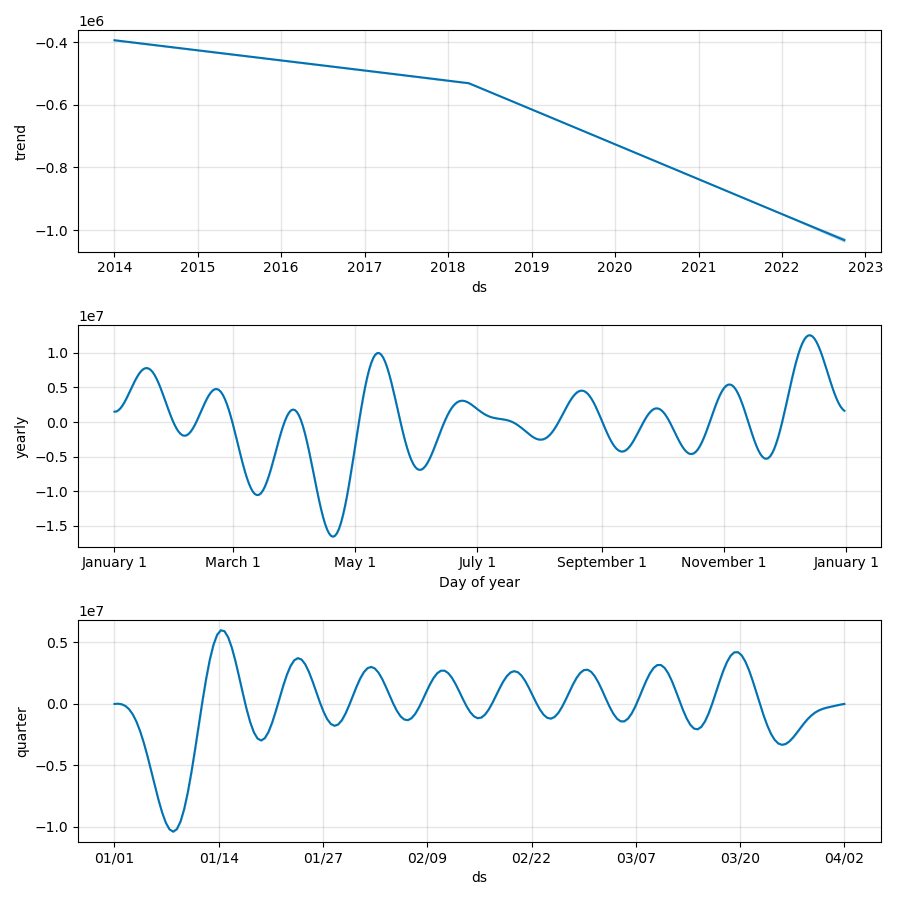 1e6
−0.4
−0.6
−0.8
−1.0
trend
2014 2015 2016 2017 2018 2019 2020 2021 2022 2023
ds
1e7
1.0
0.5
0.0
−0.5
−1.0
−1.5
yearly
January 1 March 1 May 1 July 1 September 1 November 1 January 1
Day of year
1e7
0.5
0.0
−0.5
−1.0
quarter
01/01 01/14 01/27 02/09 02/22 03/07 03/20 04/02
ds